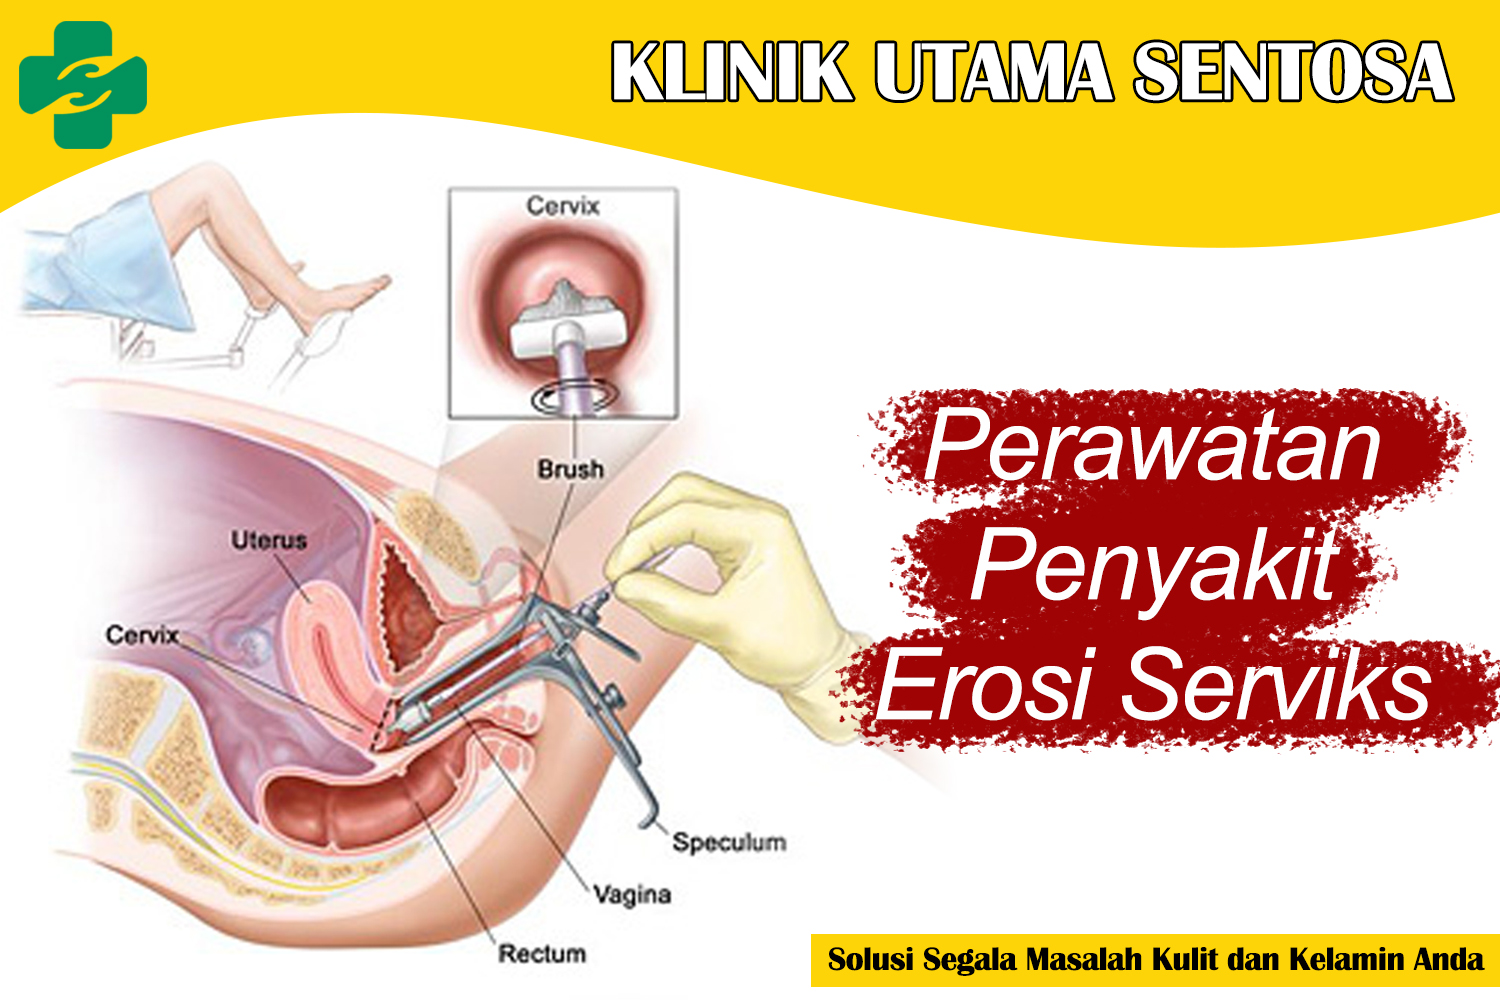 KLINIK UTAMA SENTOSA
Cervix
Brush
Uterus
Cervix
Perawatan
Penyakit
Erosi Serviks
Speculum
Vagina
Rectum
Solusi Segala Masalah Kulit dan Kelamin Anda